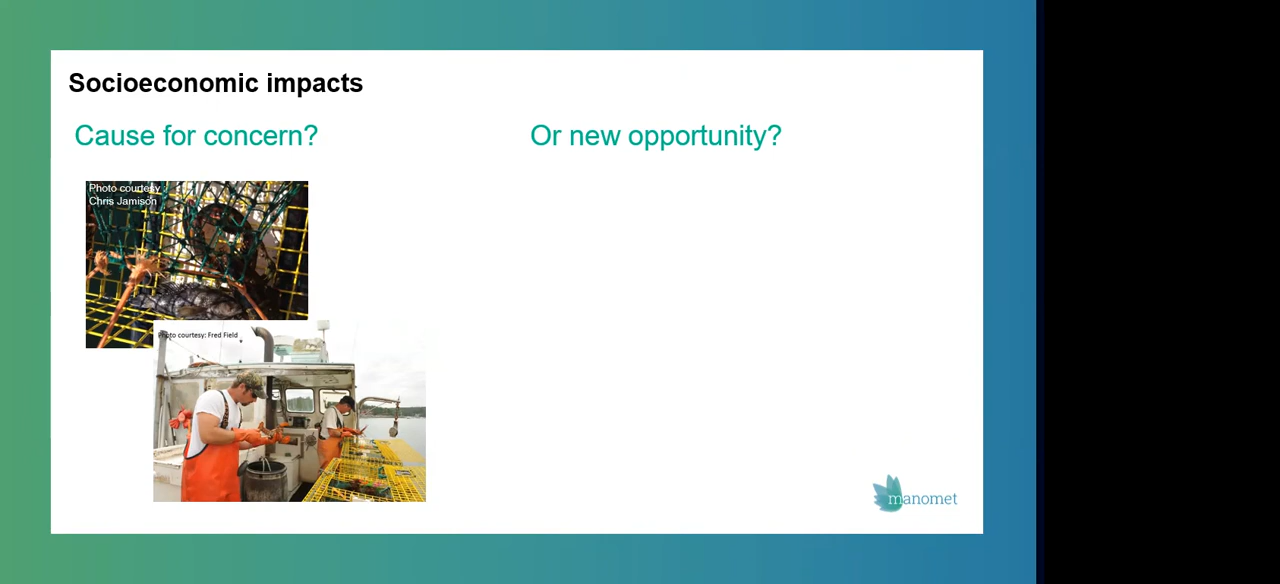 Socioeconomic impacts
Cause for concern?
Or new opportunity?
Photo courtesy :
Chris Jamison
Photo courtesy: Fred Field
manomet